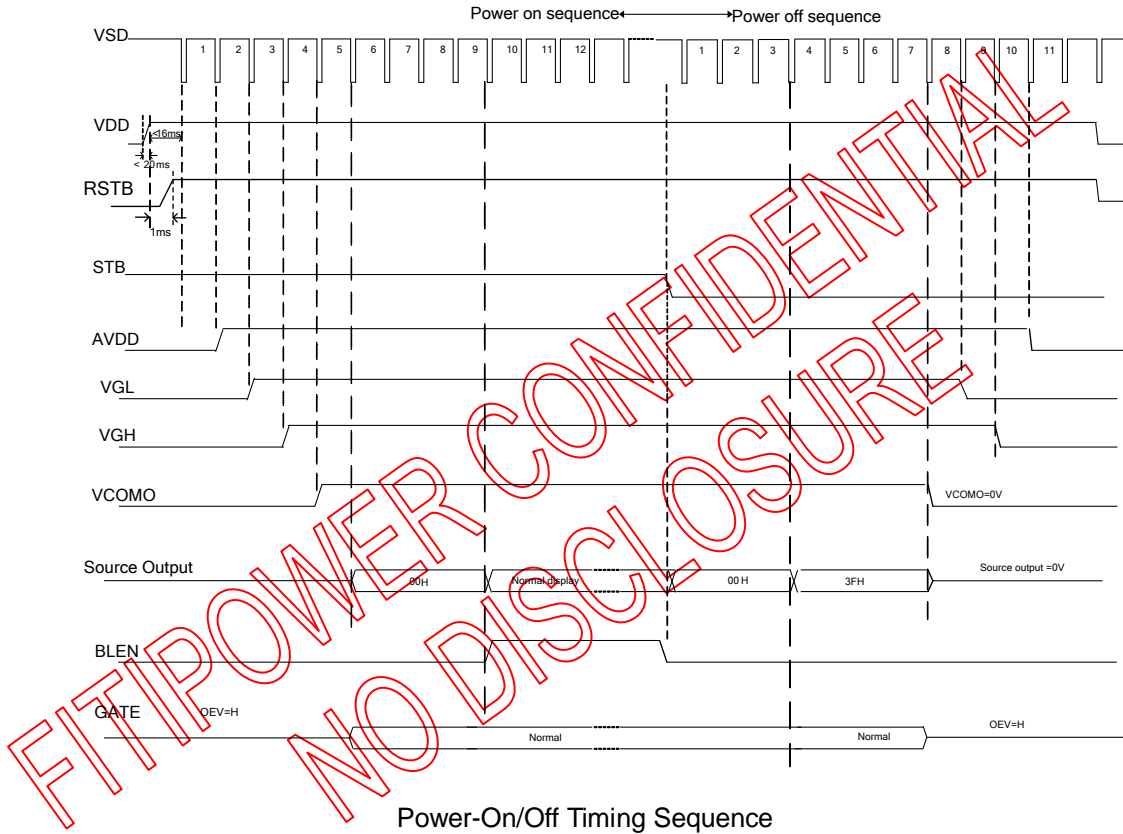 Power on sequence
Power off sequence
VSD
1 2 3 4 5 6 7 8 9 10 11 12
1 2 3 4 5 6 7 8 9 10 11
VDD
<16ms
< 20ms
RSTB
1ms
STB
AVDD
VGL
VGH
VCOMO
VCOMO=0V
Source Output
00H
Normal display
00 H
3FH
Source output =0V
BLEN
GATE
OEV=H
Normal
Normal
OEV=H
FITIPOWER CONFIDENTIAL
NO DISCLOSURE
Power-On/Off Timing Sequence